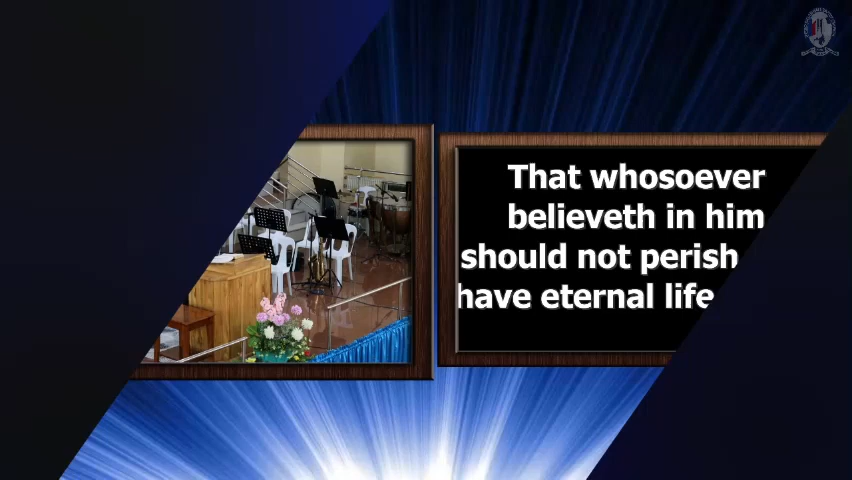 That whosoever
believeth in him
should not perish
have eternal life